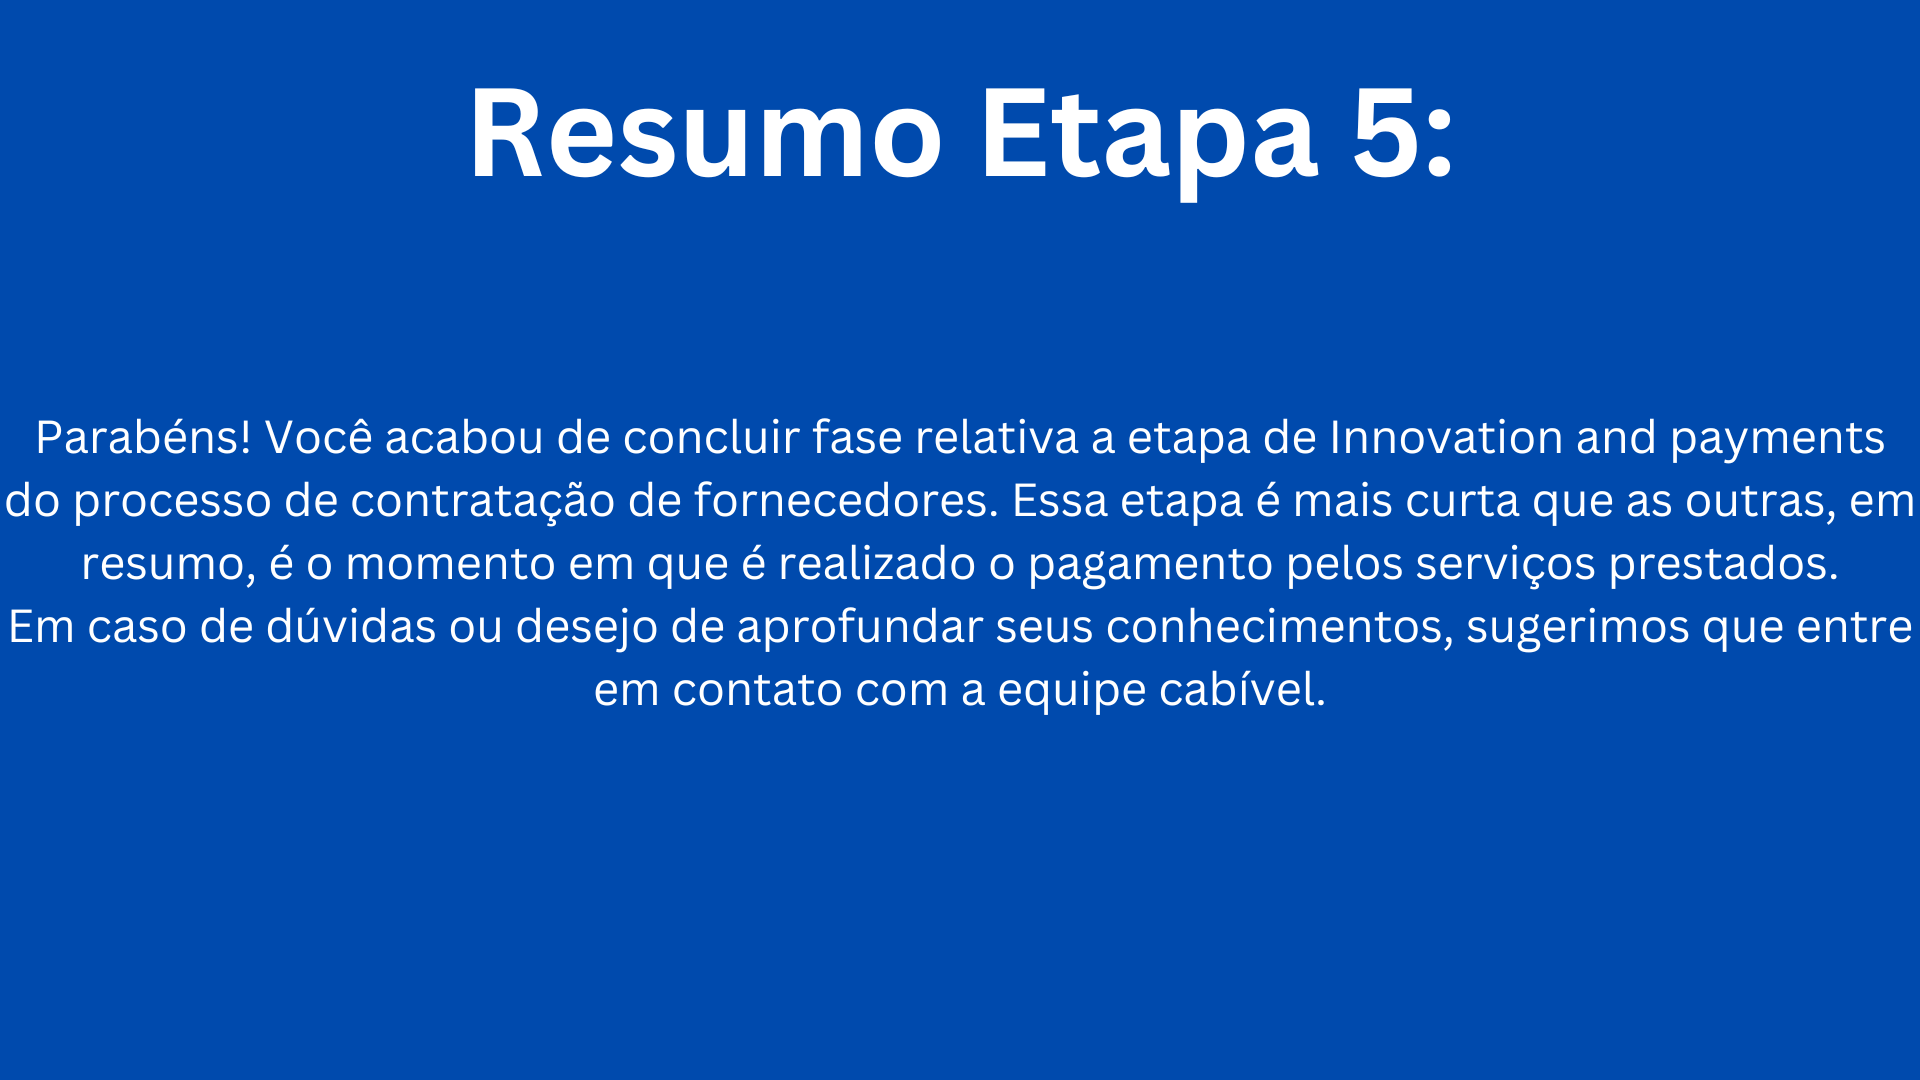 Resumo Etapa 5:
Parabéns! Você acabou de concluir fase relativa a etapa de Innovation and payments
do processo de contratação de fornecedores. Essa etapa é mais curta que as outras, em
resumo, é o momento em que é realizado o pagamento pelos serviços prestados.
Em caso de dúvidas ou desejo de aprofundar seus conhecimentos, sugerimos que entre
em contato com a equipe cabível.